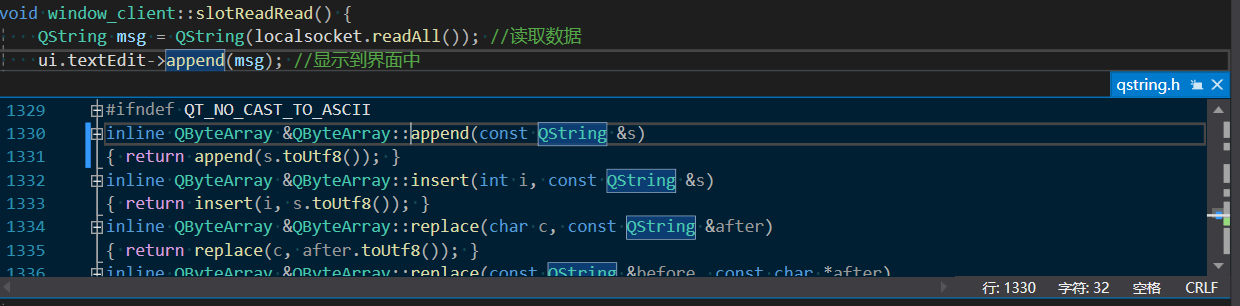 void window_client::slotReadRead() {
QString msg = QString(localsocket.readAll()); //读取数据
ui.textEdit->append(msg); //显示到界面中
qstring.h
1329 #ifndef QT_NO_CAST_TO_ASCII
1330 inline QByteArray &QByteArray::append(const QString &s)
1331 { return append(s.toUtf8()); }
1332 inline QByteArray &QByteArray::insert(int i, const QString &s)
1333 { return insert(i, s.toUtf8()); }
1334 inline QByteArray &QByteArray::replace(char c, const QString &after)
1335 { return replace(c, after.toUtf8()); }
1336 inline QByteArray &QByteArray::replace(const QString &before, const char *after)
行: 1330 字符: 32 空格 CRLF